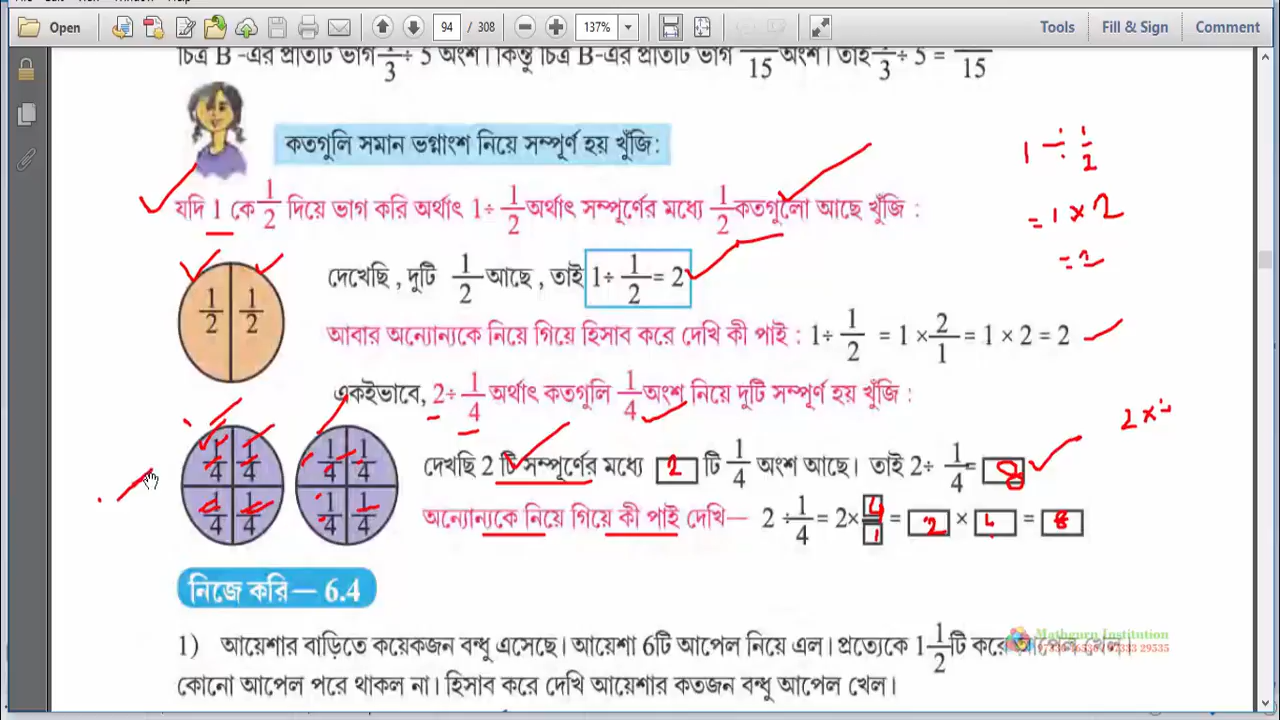 Open 94 / 308 137% Tools Fill & Sign Comment
চিত্র B -এর প্রতিটি ভাগ 3 ÷ 5 অংশ। কিন্তু চিত্র B-এর প্রতিটি ভাগ 15 অংশ। তাই 3 ÷ 5 = 15
কতগুলি সমান ভগ্নাংশ নিয়ে সম্পূর্ণ হয় খুঁজি:
1 ÷ 1/2
= 1 × 2
= 2
যদি 1 কে 1/2 দিয়ে ভাগ করি অর্থাৎ 1÷ 1/2 অর্থাৎ সম্পূর্ণের মধ্যে 1/2 কতগুলো আছে খুঁজি :
1/2 1/2
দেখেছি , দুটি 1/2 আছে , তাই 1÷ 1/2 = 2
আবার অন্যোন্যকে নিয়ে গিয়ে হিসাব করে দেখি কী পাই : 1÷ 1/2 = 1 × 2/1 = 1 × 2 = 2
একইভাবে, 2÷ 1/4 অর্থাৎ কতগুলি 1/4 অংশ নিয়ে দুটি সম্পূর্ণ হয় খুঁজি :
1/4 1/4 1/4 1/4
1/4 1/4 1/4 1/4
দেখছি 2 টি সম্পূর্ণের মধ্যে 2 টি 1/4 অংশ আছে। তাই 2÷ 1/4 = 8
অন্যোন্যকে নিয়ে গিয়ে কী পাই দেখি— 2 ÷ 1/4 = 2× 4/1 = 2 × 4 = 8
নিজে করি— 6.4
1) আয়েশার বাড়িতে কয়েকজন বন্ধু এসেছে। আয়েশা 6টি আপেল নিয়ে এল। প্রত্যেকে 1 1/2 টি করে আপেল খেল।
Mathguru Institution
কোনো আপেল পরে থাকল না। হিসাব করে দেখি আয়েশার কতজন বন্ধু আপেল খেল।